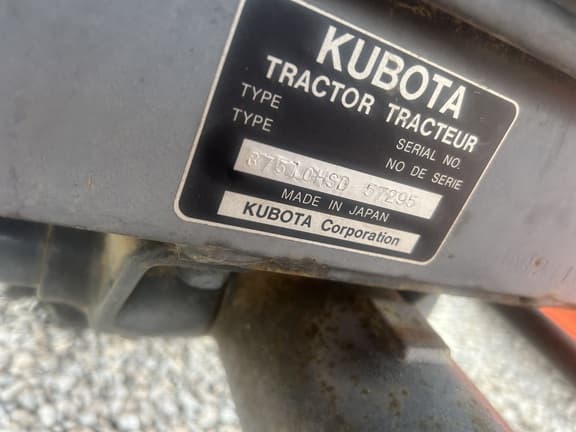 KUBOTA
TRACTOR TRACTEUR
TYPE SERIAL NO.
TYPE NO DE SERIE
B7510HSD 57295
MADE IN JAPAN
KUBOTA Corporation